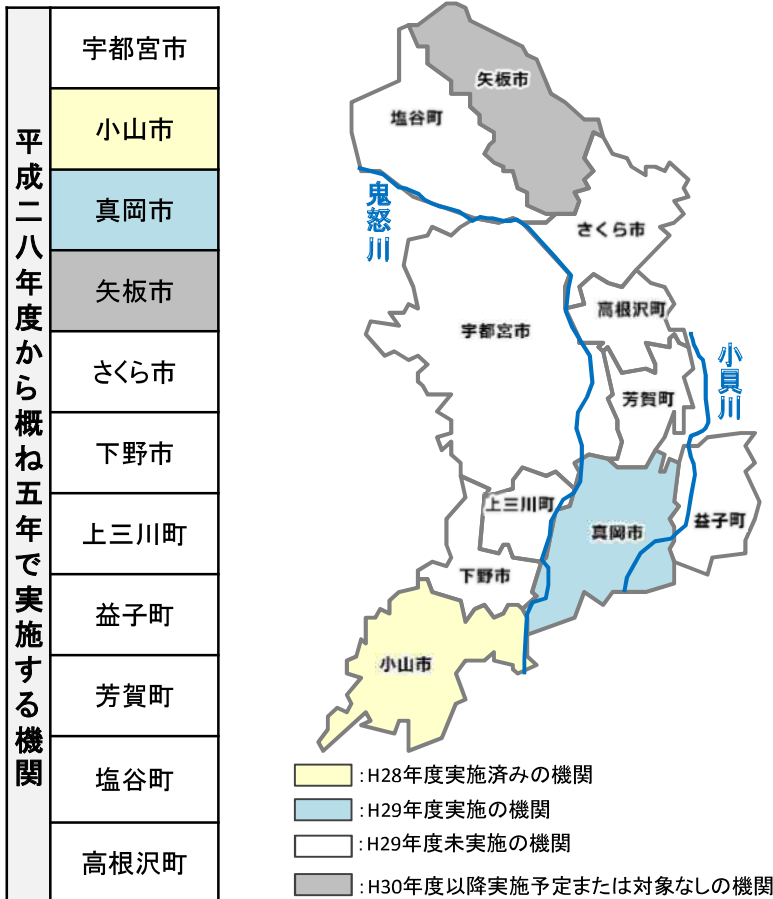 平成二八年度から概ね五年で実施する機関
宇都宮市
小山市
真岡市
矢板市
さくら市
下野市
上三川町
益子町
芳賀町
塩谷町
高根沢町
矢板市
塩谷町
鬼怒川
さくら市
高根沢町
宇都宮市
小貝川
芳賀町
上三川町
益子町
真岡市
下野市
小山市
：H28年度実施済みの機関
：H29年度実施の機関
：H29年度未実施の機関
：H30年度以降実施予定または対象なしの機関